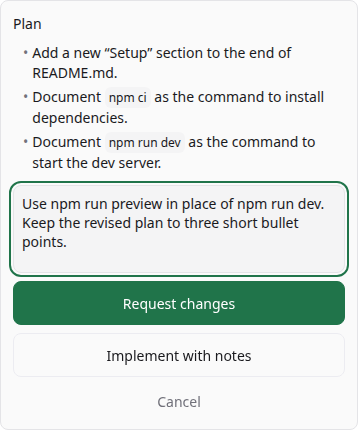 Plan
• Add a new “Setup” section to the end of
README.md.
• Document npm ci as the command to install
dependencies.
• Document npm run dev as the command to
start the dev server.
Use npm run preview in place of npm run dev.
Keep the revised plan to three short bullet
points.
Request changes
Implement with notes
Cancel